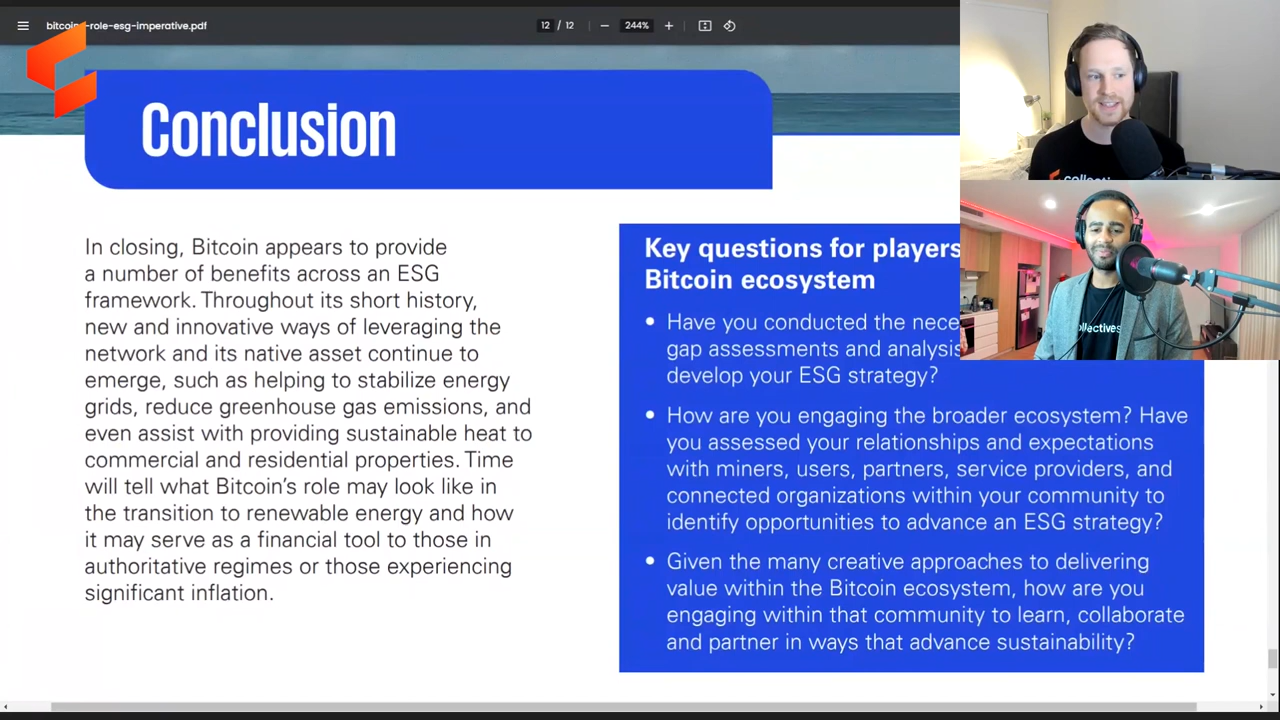 bitcoins-role-esg-imperative.pdf
12 / 12
244%
Conclusion
In closing, Bitcoin appears to provide
a number of benefits across an ESG
framework. Throughout its short history,
new and innovative ways of leveraging the
network and its native asset continue to
emerge, such as helping to stabilize energy
grids, reduce greenhouse gas emissions, and
even assist with providing sustainable heat to
commercial and residential properties. Time
will tell what Bitcoin's role may look like in
the transition to renewable energy and how
it may serve as a financial tool to those in
authoritative regimes or those experiencing
significant inflation.
Key questions for players
Bitcoin ecosystem
• Have you conducted the
gap assessments and analysis
develop your ESG strategy?
• How are you engaging the broader ecosystem? Have
you assessed your relationships and expectations
with miners, users, partners, service providers, and
connected organizations within your community to
identify opportunities to advance an ESG strategy?
• Given the many creative approaches to delivering
value within the Bitcoin ecosystem, how are you
engaging within that community to learn, collaborate
and partner in ways that advance sustainability?
collectives